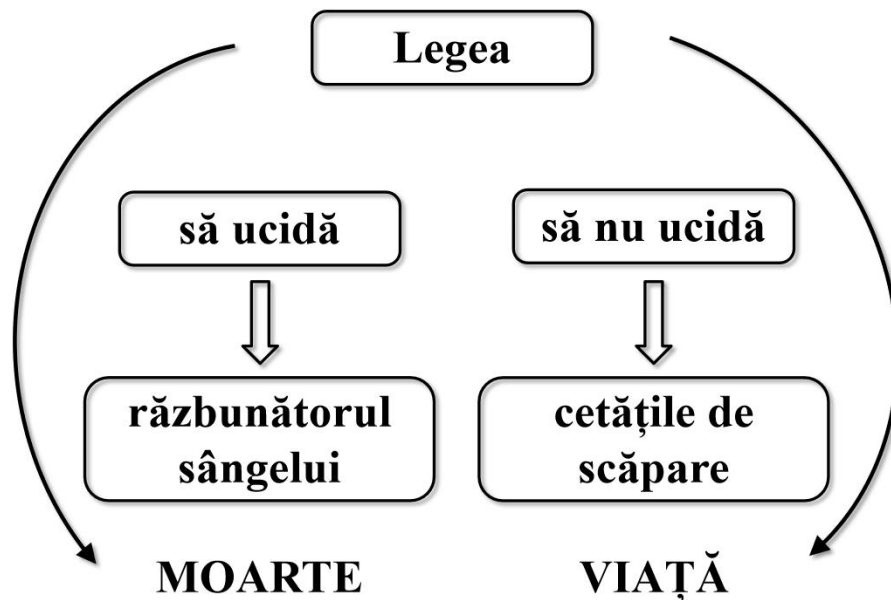 Legea
să ucidă
să nu ucidă
răzbunătorul
sângelui
cetățile de
scăpare
MOARTE
VIAȚĂ